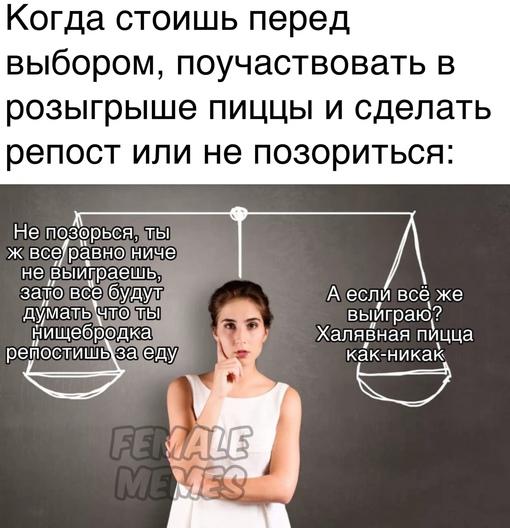 Когда стоишь перед
выбором, поучаствовать в
розыгрыше пиццы и сделать
репост или не позориться:
Не позорься, ты
ж все равно ниче
не выиграешь,
зато все будут
думать что ты
нищебродка
репостишь за еду
А если всё же
выиграю?
Халявная пицца
как-никак
FEMALE
MEMES